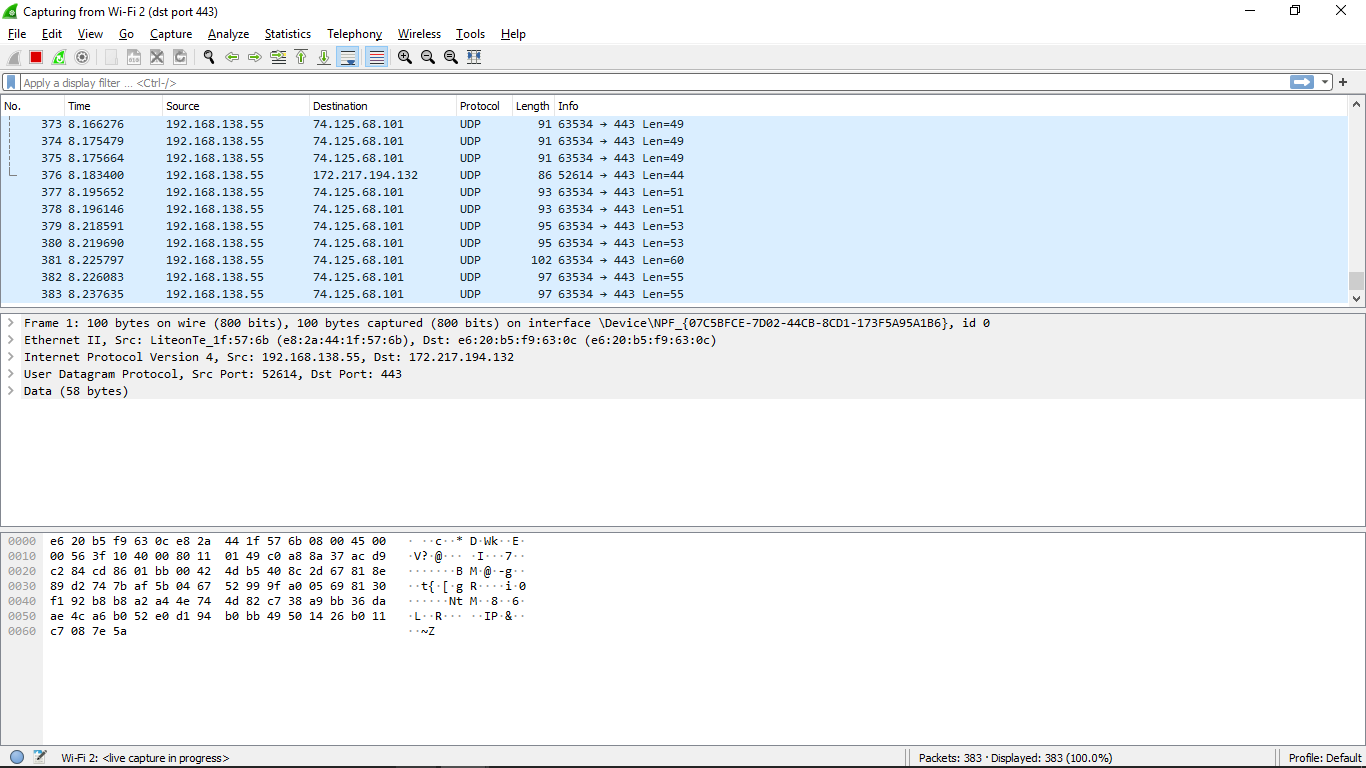 Capturing from Wi-Fi 2 (dst port 443)
File Edit View Go Capture Analyze Statistics Telephony Wireless Tools Help
Apply a display filter ... <Ctrl-/>
No. Time Source Destination Protocol Length Info
373 8.166276 192.168.138.55 74.125.68.101 UDP 91 63534 → 443 Len=49
374 8.175479 192.168.138.55 74.125.68.101 UDP 91 63534 → 443 Len=49
375 8.175664 192.168.138.55 74.125.68.101 UDP 91 63534 → 443 Len=49
376 8.183400 192.168.138.55 172.217.194.132 UDP 86 52614 → 443 Len=44
377 8.195652 192.168.138.55 74.125.68.101 UDP 93 63534 → 443 Len=51
378 8.196146 192.168.138.55 74.125.68.101 UDP 93 63534 → 443 Len=51
379 8.218591 192.168.138.55 74.125.68.101 UDP 95 63534 → 443 Len=53
380 8.219690 192.168.138.55 74.125.68.101 UDP 95 63534 → 443 Len=53
381 8.225797 192.168.138.55 74.125.68.101 UDP 102 63534 → 443 Len=60
382 8.226083 192.168.138.55 74.125.68.101 UDP 97 63534 → 443 Len=55
383 8.237635 192.168.138.55 74.125.68.101 UDP 97 63534 → 443 Len=55
Frame 1: 100 bytes on wire (800 bits), 100 bytes captured (800 bits) on interface \Device\NPF_{07C5BFCE-7D02-44CB-8CD1-173F5A95A1B6}, id 0
Ethernet II, Src: LiteonTe_1f:57:6b (e8:2a:44:1f:57:6b), Dst: e6:20:b5:f9:63:0c (e6:20:b5:f9:63:0c)
Internet Protocol Version 4, Src: 192.168.138.55, Dst: 172.217.194.132
User Datagram Protocol, Src Port: 52614, Dst Port: 443
Data (58 bytes)
0000 e6 20 b5 f9 63 0c e8 2a 44 1f 57 6b 08 00 45 00 · ··c··* D·Wk··E·
0010 00 56 3f 10 40 00 80 11 01 49 c0 a8 8a 37 ac d9 ·V?·@··· ·I···7··
0020 c2 84 cd 86 01 bb 00 42 4d b5 40 8c 2d 67 81 8e ·······B M·@·-g··
0030 89 d2 74 7b af 5b 04 67 52 99 9f a0 05 69 81 30 ··t{·[·g R····i·0
0040 f1 92 b8 b8 a2 a4 4e 74 4d 82 c7 38 a9 bb 36 da ······Nt M··8··6·
0050 ae 4c a6 b0 52 e0 d1 94 b0 bb 49 50 14 26 b0 11 ·L··R··· ··IP·&··
0060 c7 08 7e 5a ··~Z
Wi-Fi 2: <live capture in progress> Packets: 383 · Displayed: 383 (100.0%) Profile: Default